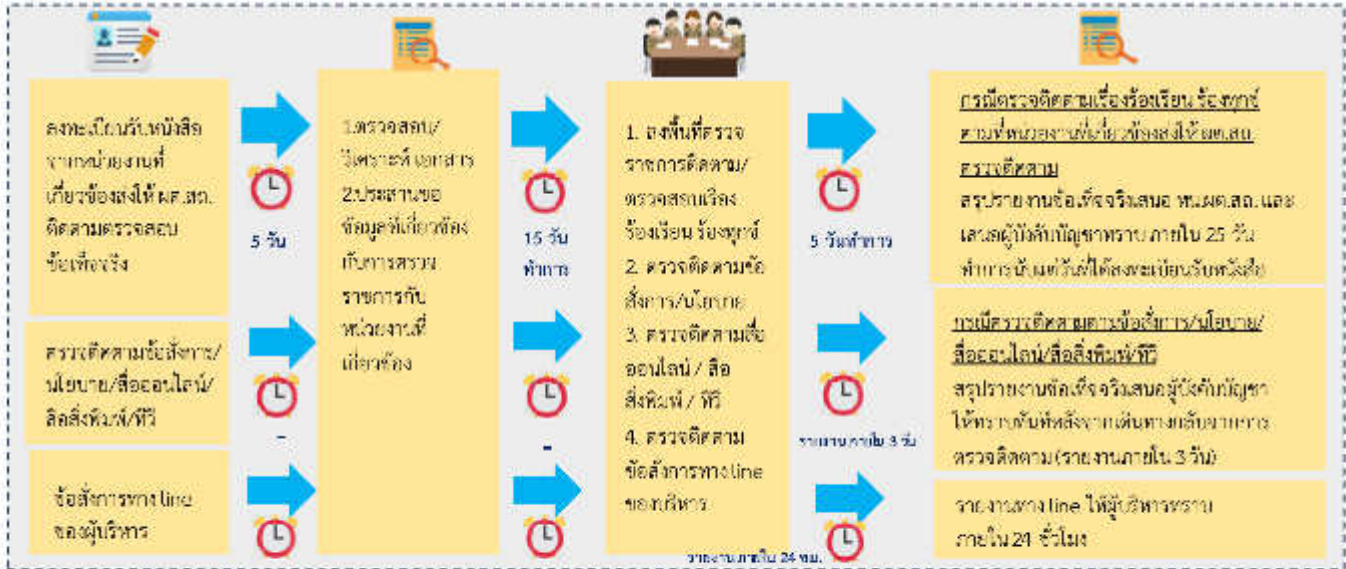 ลงทะเบียนรับหนังสือ
จากหน่วยงานที่
เกี่ยวข้องส่งให้ ผต.สถ.
ติดตามตรวจสอบ
ข้อเท็จจริง
5 วัน
1.ตรวจสอบ/
วิเคราะห์ เอกสาร
2.ประสานขอ
ข้อมูลที่เกี่ยวข้อง
กับการตรวจ
ราชการกับ
หน่วยงานที่
เกี่ยวข้อง
15 วัน
ทำการ
1. ลงพื้นที่ตรวจ
ราชการติดตาม/
ตรวจสอบเรื่อง
ร้องเรียน ร้องทุกข์
2. ตรวจติดตามข้อ
สั่งการ/นโยบาย
3. ตรวจติดตามสื่อ
ออนไลน์ / สื่อ
สิ่งพิมพ์ / ทีวี
4. ตรวจติดตาม
ข้อสั่งการทาง line
ของบริหาร
5 วันทำการ
กรณีตรวจติดตามเรื่องร้องเรียน ร้องทุกข์
ตามที่หน่วยงานที่เกี่ยวข้องส่งให้ ผต.สถ.
ตรวจติดตาม
สรุปรายงานข้อเท็จจริงเสนอ หน.ผต.สถ. และ
เสนอผู้บังคับบัญชาทราบ ภายใน 25 วัน
ทำการนับแต่วันที่ได้ลงทะเบียนรับหนังสือ
ตรวจติดตามข้อสั่งการ/
นโยบาย/สื่อออนไลน์/
สื่อสิ่งพิมพ์/ทีวี
-
-
รายงานภายใน 3 วัน
กรณีตรวจติดตามตามข้อสั่งการ/นโยบาย/
สื่อออนไลน์/สื่อสิ่งพิมพ์/ทีวี
สรุปรายงานข้อเท็จจริงเสนอผู้บังคับบัญชา
ให้ทราบทันทีหลังจากเดินทางกลับจากการ
ตรวจติดตาม (รายงานภายใน 3 วัน)
ข้อสั่งการทาง line
ของผู้บริหาร
รายงานภายใน 24 ชม.
รายงานทาง line ให้ผู้บริหารทราบ
ภายใน 24 ชั่วโมง